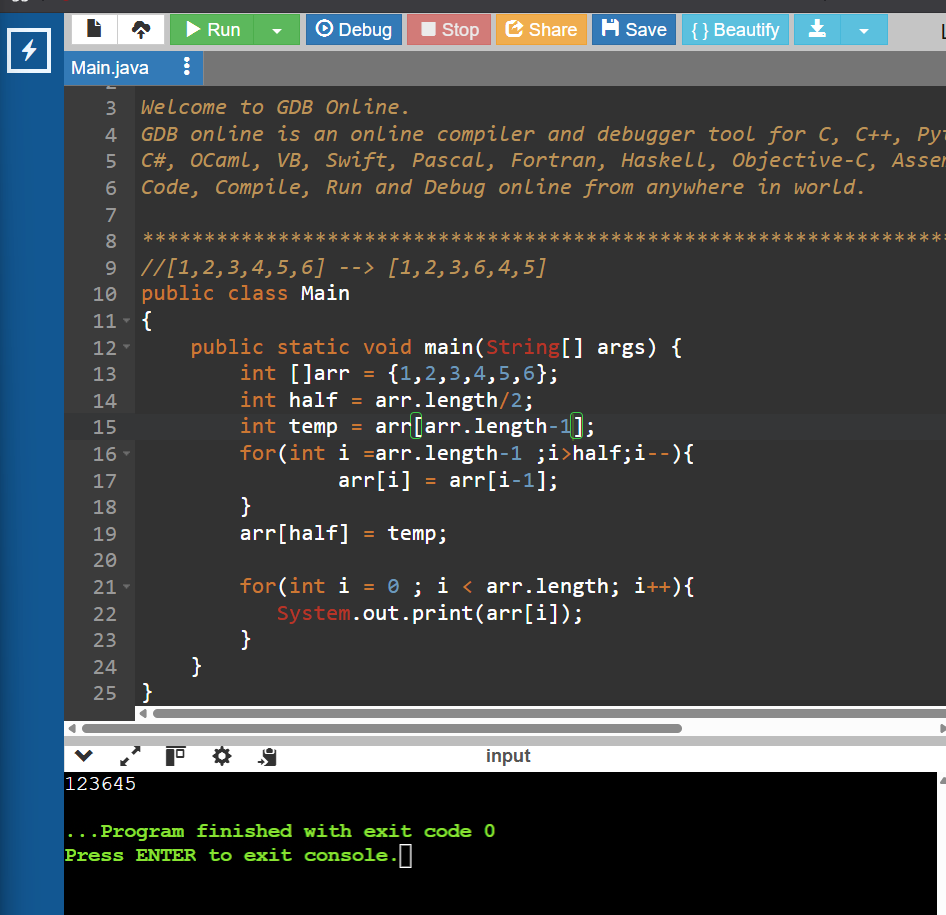 Run
Debug
Stop
Share
Save
{ } Beautify
Main.java
3 Welcome to GDB Online.
4 GDB online is an online compiler and debugger tool for C, C++,
5 C#, OCaml, VB, Swift, Pascal, Fortran, Haskell, Objective-C,
6 Code, Compile, Run and Debug online from anywhere in world.
7
8 ******************************************************************
9 //[1,2,3,4,5,6] --> [1,2,3,6,4,5]
10 public class Main
11 {
12     public static void main(String[] args) {
13         int []arr = {1,2,3,4,5,6};
14         int half = arr.length/2;
15         int temp = arr[arr.length-1];
16         for(int i =arr.length-1 ;i>half;i--){
17                 arr[i] = arr[i-1];
18         }
19         arr[half] = temp;
20
21         for(int i = 0 ; i < arr.length; i++){
22            System.out.print(arr[i]);
23         }
24     }
25 }
input
123645
...Program finished with exit code 0
Press ENTER to exit console.